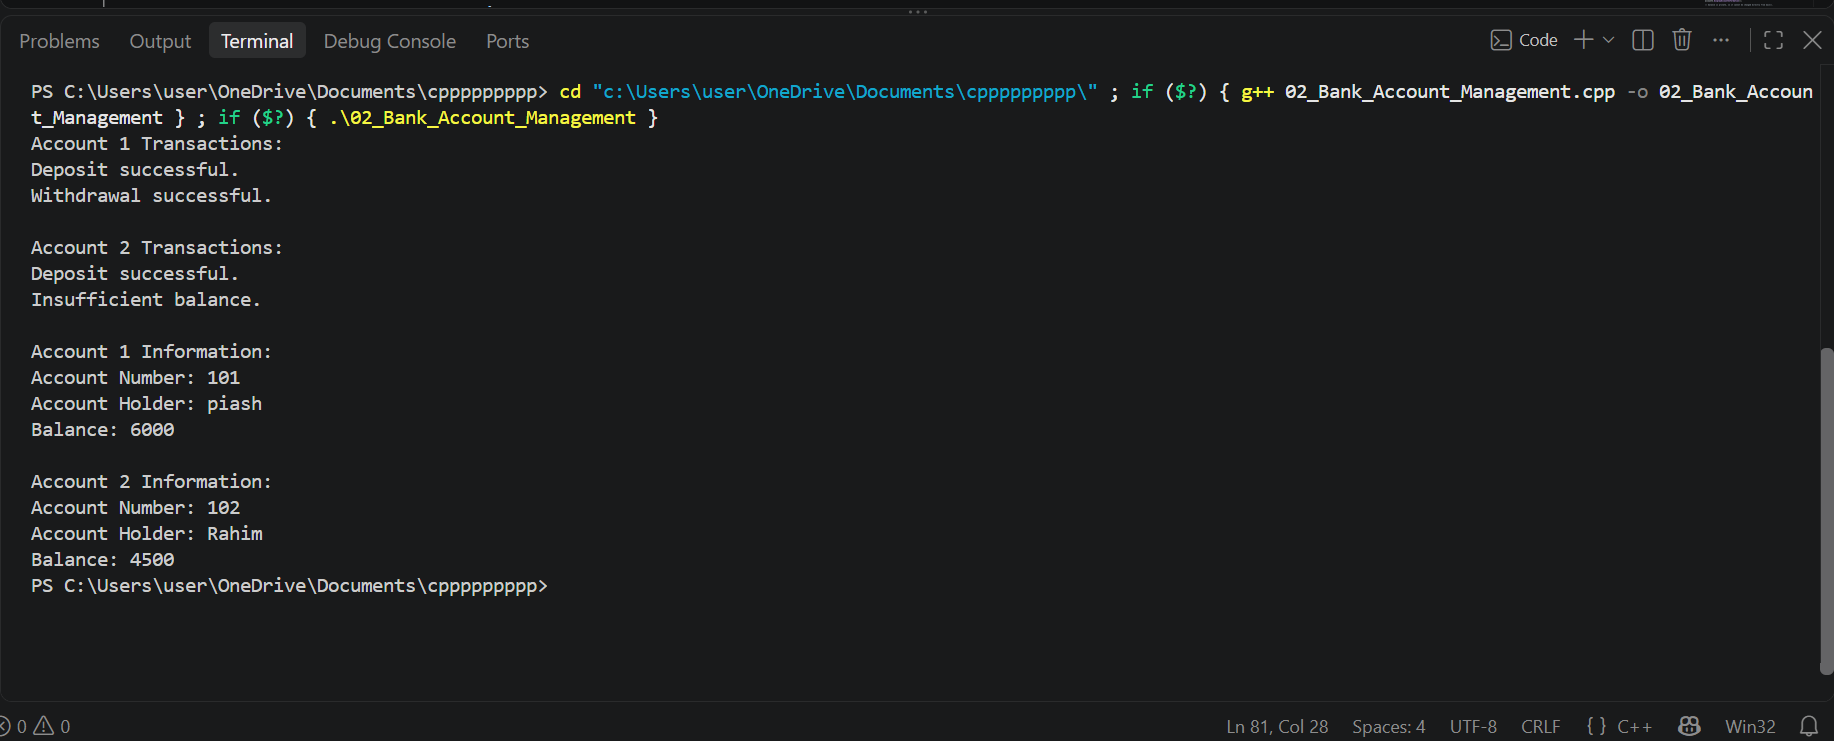 Problems Output Terminal Debug Console Ports Code
PS C:\Users\user\OneDrive\Documents\cpppppppppp> cd "c:\Users\user\OneDrive\Documents\cpppppppppp\" ; if ($?) { g++ 02_Bank_Account_Management.cpp -o 02_Bank_Accoun
t_Management } ; if ($?) { .\02_Bank_Account_Management }
Account 1 Transactions:
Deposit successful.
Withdrawal successful.
Account 2 Transactions:
Deposit successful.
Insufficient balance.
Account 1 Information:
Account Number: 101
Account Holder: piash
Balance: 6000
Account 2 Information:
Account Number: 102
Account Holder: Rahim
Balance: 4500
PS C:\Users\user\OneDrive\Documents\cpppppppppp>
0 0 Ln 81, Col 28 Spaces: 4 UTF-8 CRLF {} C++ Win32